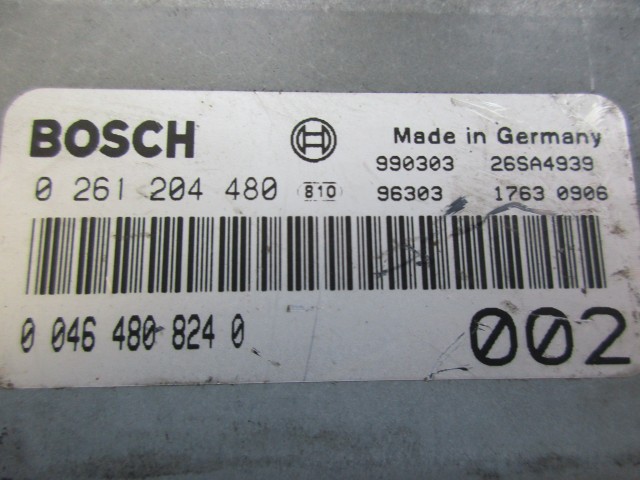 BOSCH
Made in Germany
990303 26SA4939
0 261 204 480 810
96303 1763 0906
0 046 480 824 0
002